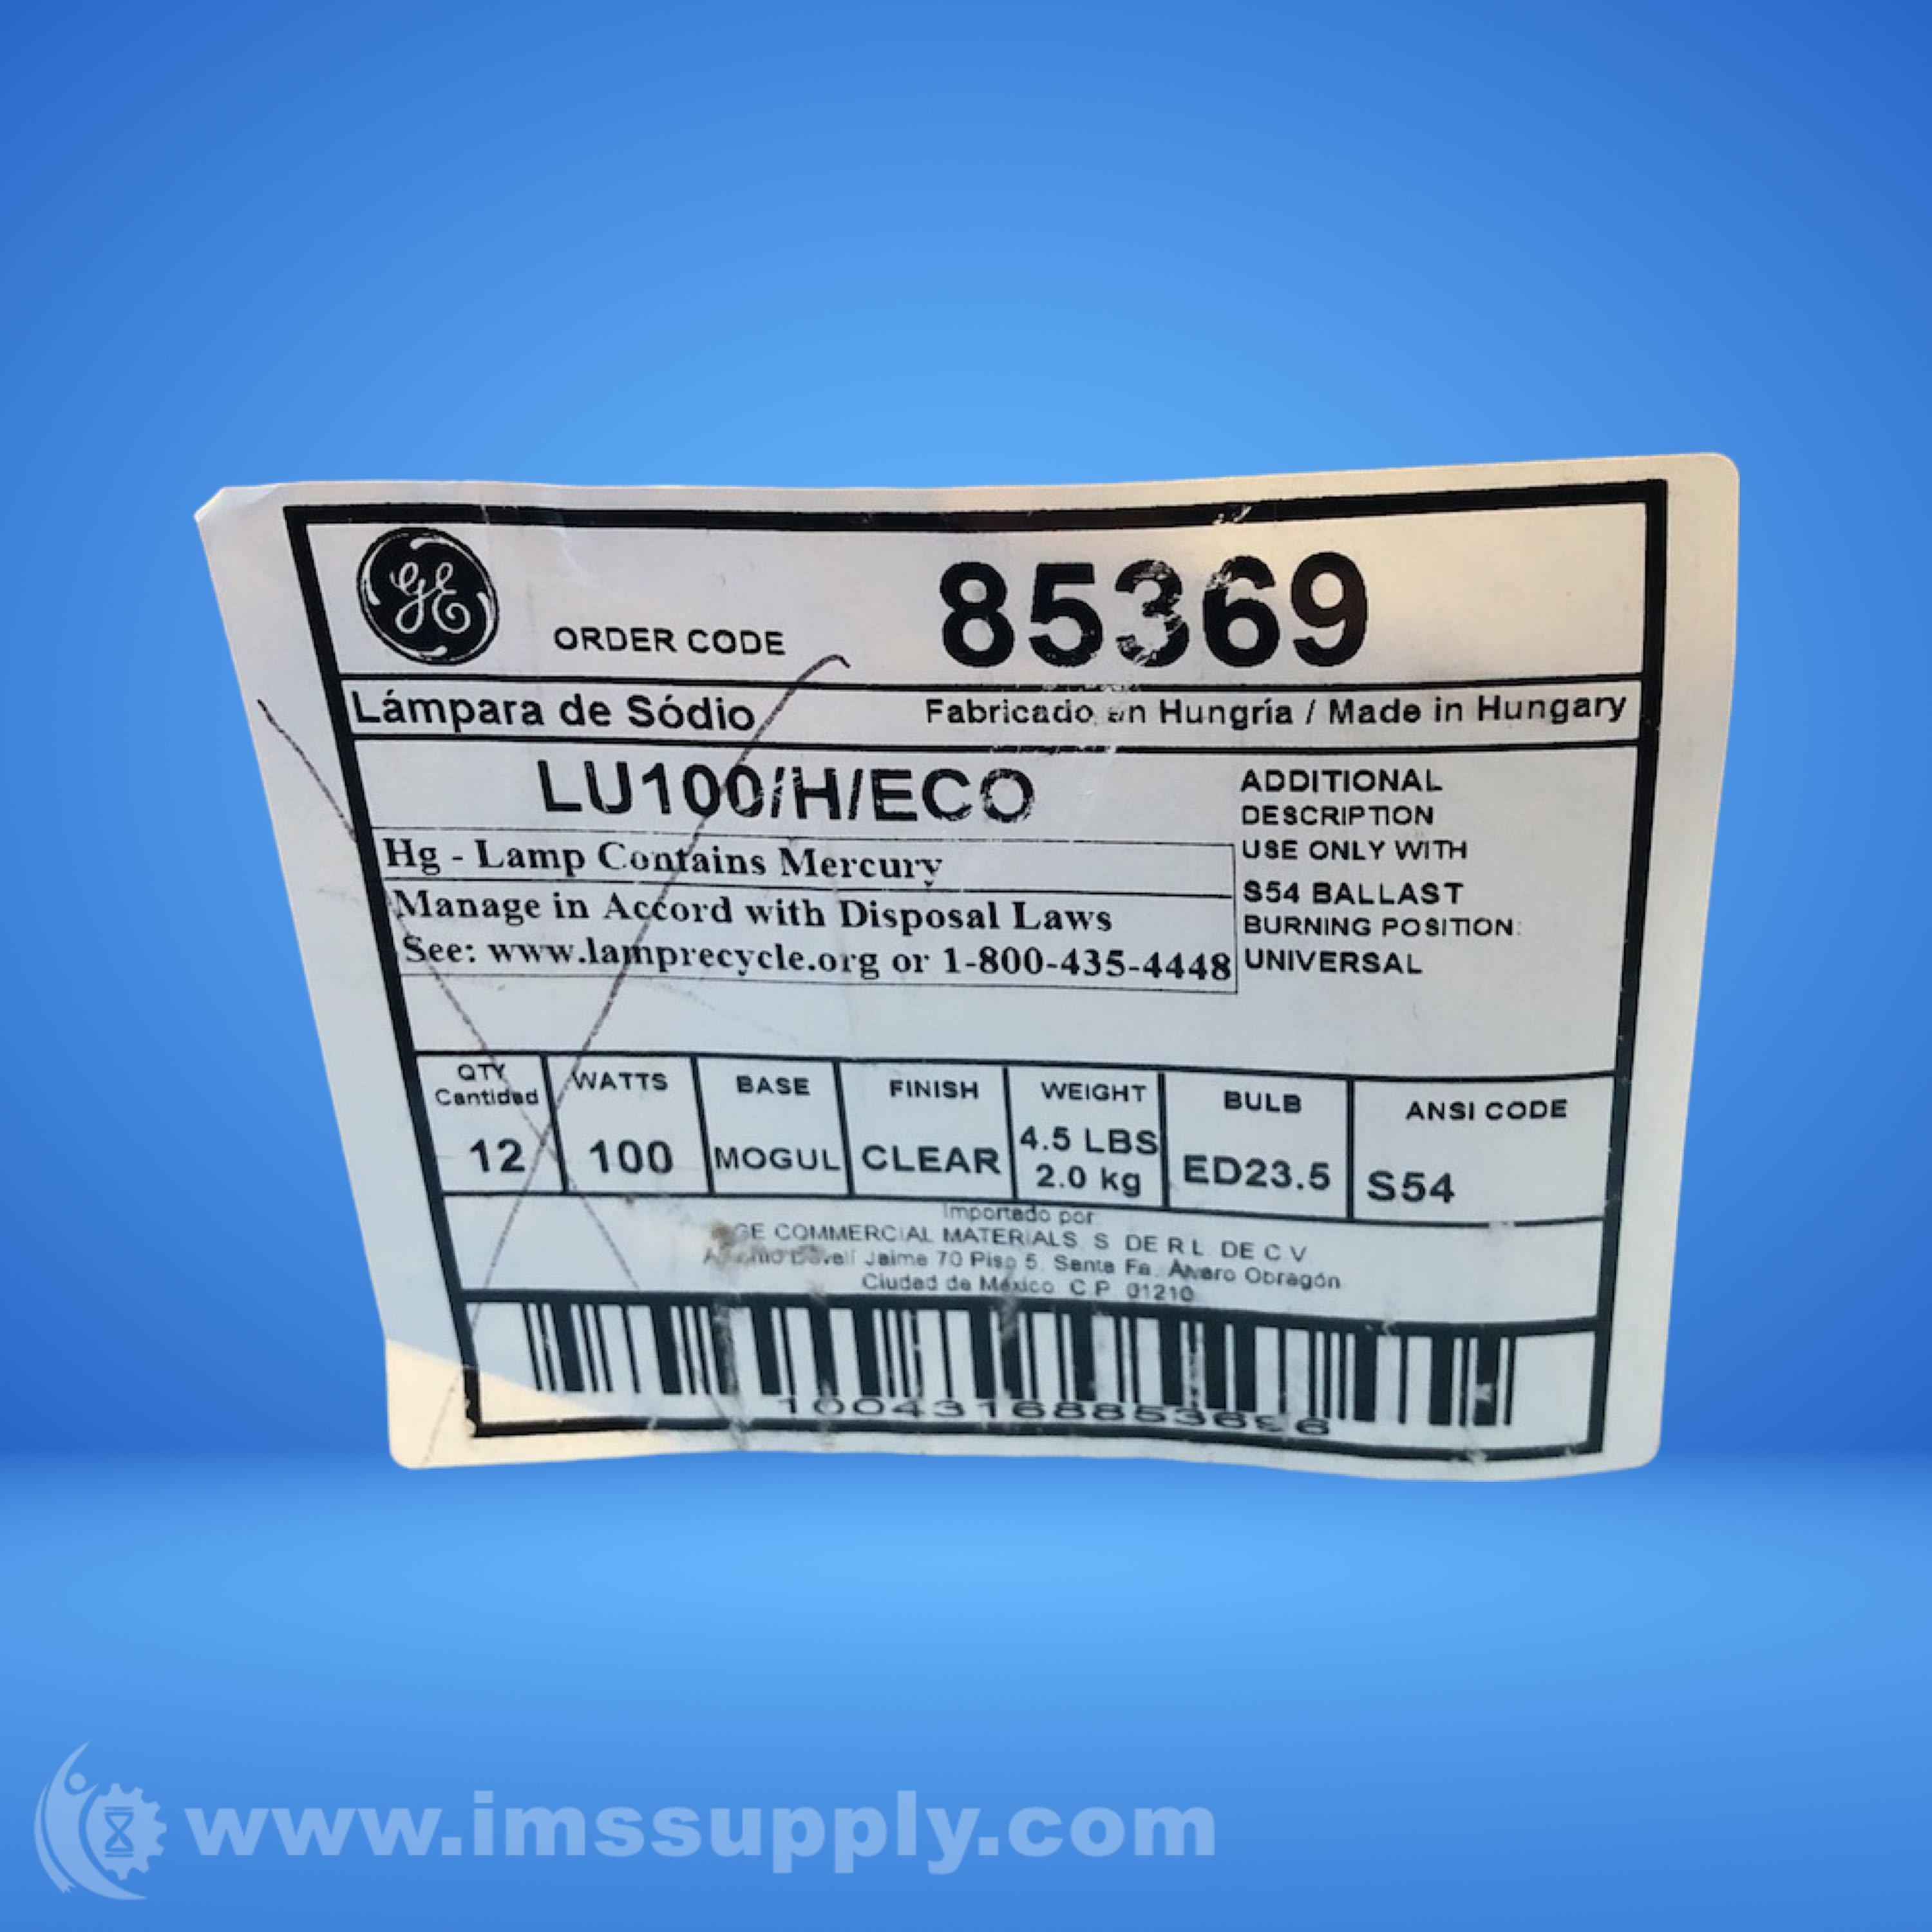 GE
ORDER CODE 85369
Lámpara de Sódio Fabricado en Hungría / Made in Hungary
LU100/H/ECO
Hg - Lamp Contains Mercury
Manage in Accord with Disposal Laws
See: www.lamprecycle.org or 1-800-435-4448
ADDITIONAL
DESCRIPTION
USE ONLY WITH
S54 BALLAST
BURNING POSITION:
UNIVERSAL
QTY WATTS BASE FINISH WEIGHT BULB ANSI CODE
Cantidad
12 100 MOGUL CLEAR 4.5 LBS ED23.5 S54
2.0 kg
Importado por
GE COMMERCIAL MATERIALS S DE R L DE C V
Jaime 70 Piso 5. Santa Fa. Álvaro Obragón
Ciudad de México C P 01210
10043168853696
www.imssupply.com